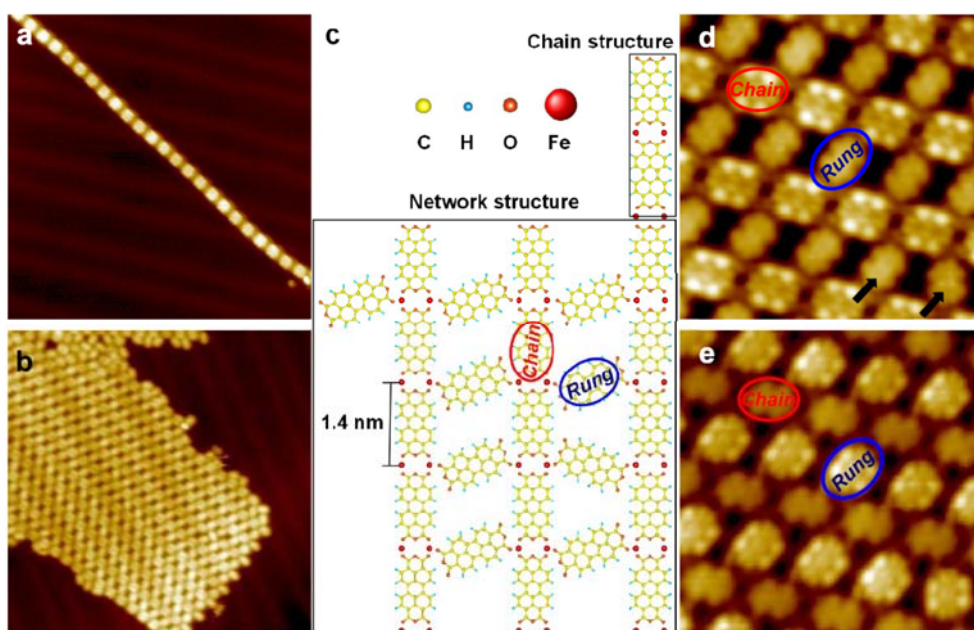 a
c
Chain structure
d
C H O Fe
Network structure
Chain
Rung
b
Chain
Rung
1.4 nm
e
Chain
Rung